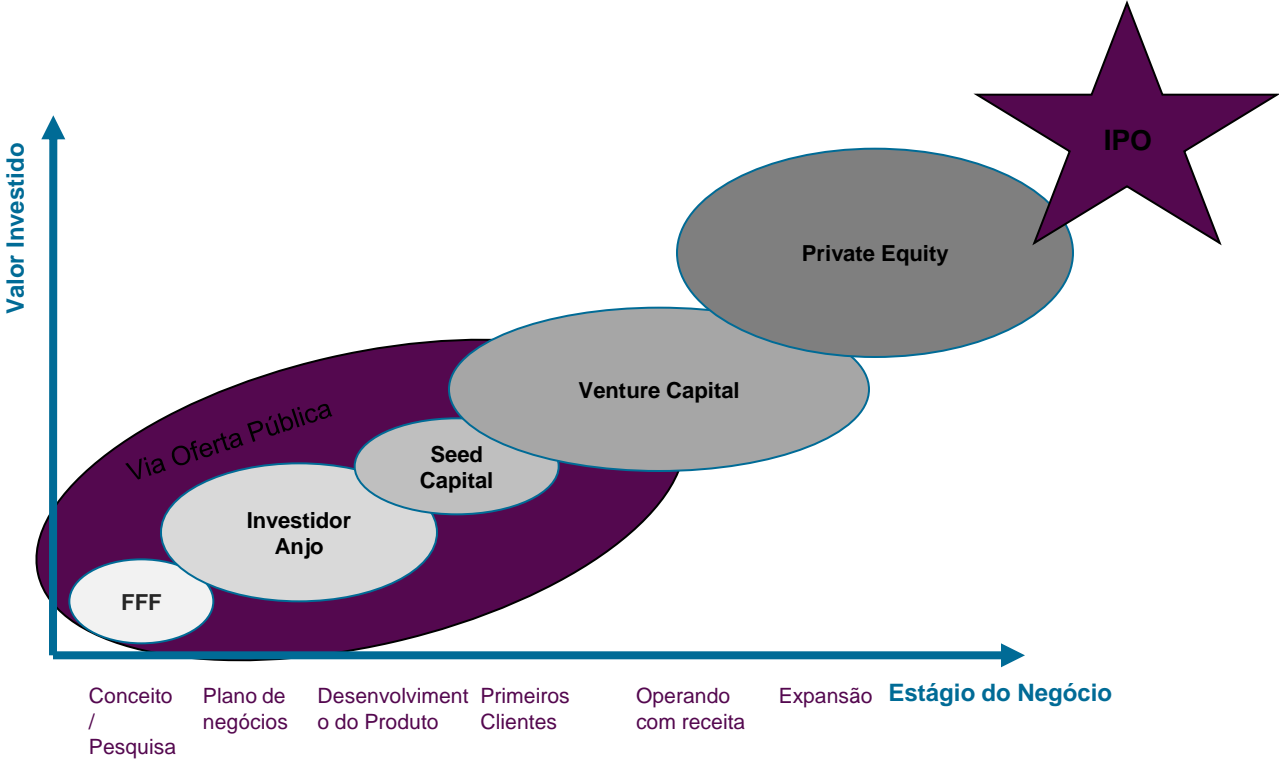 IPO
Valor Investido
Private Equity
Venture Capital
Via Oferta Pública
Seed
Capital
Investidor
Anjo
FFF
Conceito
/
Pesquisa
Plano de
negócios
Desenvolviment
o do Produto
Primeiros
Clientes
Operando
com receita
Expansão
Estágio do Negócio